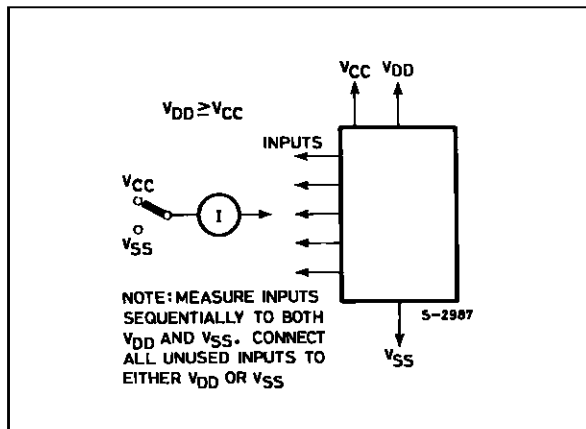 VCC VDD
VDD ≥ VCC
INPUTS
VCC
I
VSS
NOTE: MEASURE INPUTS
SEQUENTIALLY TO BOTH
VDD AND VSS. CONNECT
ALL UNUSED INPUTS TO
EITHER VDD OR VSS
S-2987
VSS